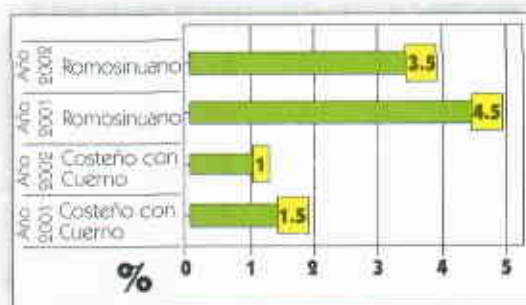 Año 2002 Romosinuano 3.5
Año 2001 Romosinuano 4.5
Año 2002 Costeño con Cuerno 1
Año 2001 Costeño con Cuerno 1.5
% 0 1 2 3 4 5